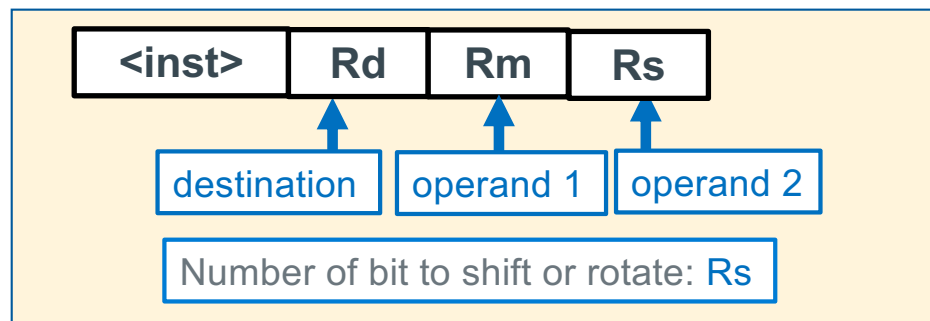 <inst> Rd Rm Rs
destination operand 1 operand 2
Number of bit to shift or rotate: Rs